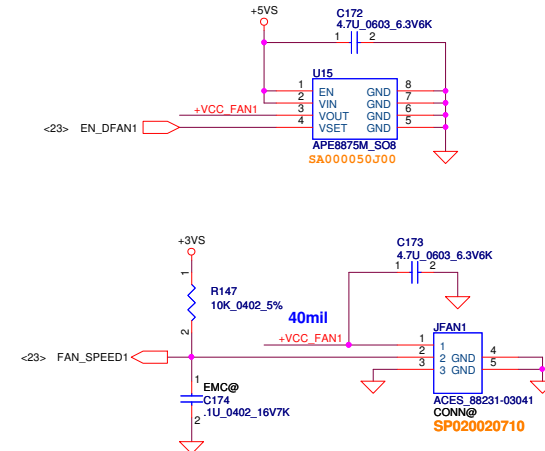 +5VS
C172
4.7U_0603_6.3V6K
1 2
U15
1 EN GND 8
2 VIN GND 7
+VCC_FAN1 3 VOUT GND 6
<23> EN_DFAN1 4 VSET GND 5
APE8875M_SO8
SA000050J00
+3VS
C173
4.7U_0603_6.3V6K
1 2
1
R147
10K_0402_5%
2
40mil
+VCC_FAN1
JFAN1
1 1
<23> FAN_SPEED1 2 2 GND 4
3 3 GND 5
1
EMC@
C174
.1U_0402_16V7K
2
ACES_88231-03041
CONN@
SP020020710